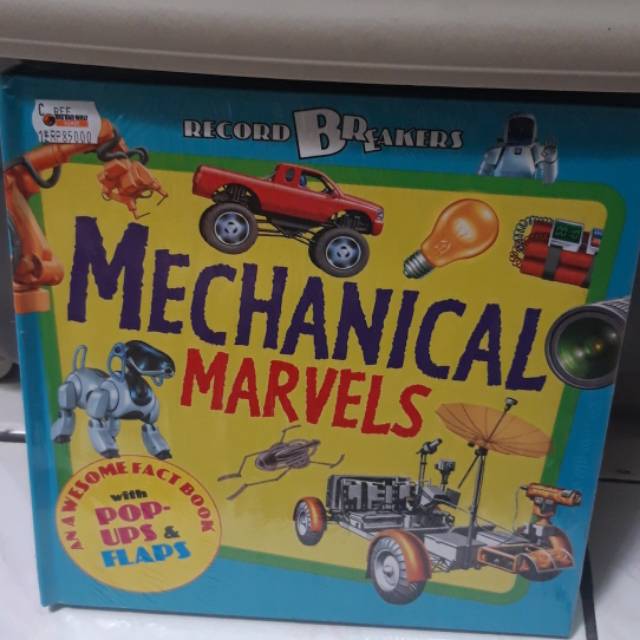 RECORD BREAKERS
MECHANICAL
MARVELS
AN AWESOME FACT BOOK
with
POP-
UPS &
FLAPS